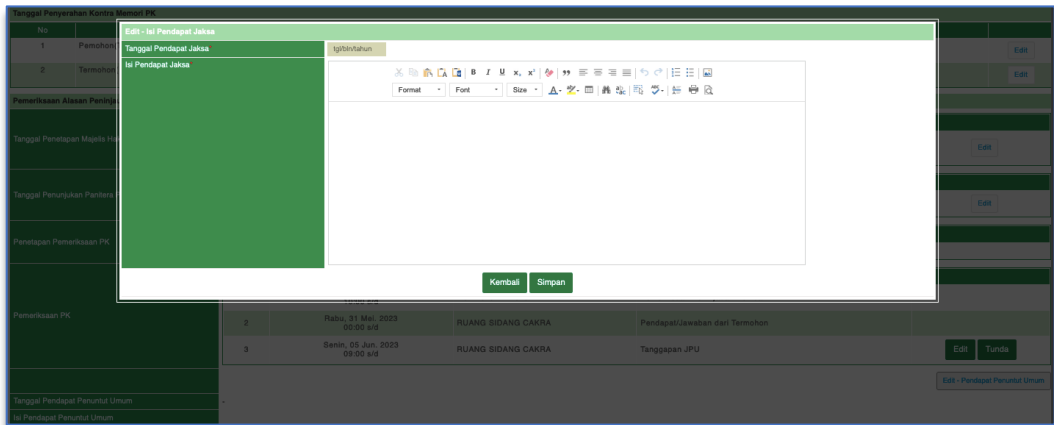 Tanggal Penyerahan Kontra Memori PK
No
Edit - Isi Pendapat Jaksa
1 Pemohon Edit
Tanggal Pendapat Jaksa* tgl/bln/tahun
2 Termohon Edit
Isi Pendapat Jaksa*
B I U x₂ x²
Format Font Size A
Pemeriksaan Alasan
Tanggal Penetapan Majelis Edit
Tanggal Penunjukan Panitera Edit
Penetapan Pemeriksaan PK
Kembali Simpan
Pemeriksaan PK
2 Rabu, 31 Mei. 2023 RUANG SIDANG CAKRA Pendapat/Jawaban dari Termohon
00:00 s/d
3 Senin, 05 Jun. 2023 RUANG SIDANG CAKRA Tanggapan JPU Edit Tunda
09:00 s/d
Edit - Pendapat Penuntut Umum
Tanggal Pendapat Penuntut Umum -
Isi Pendapat Penuntut Umum